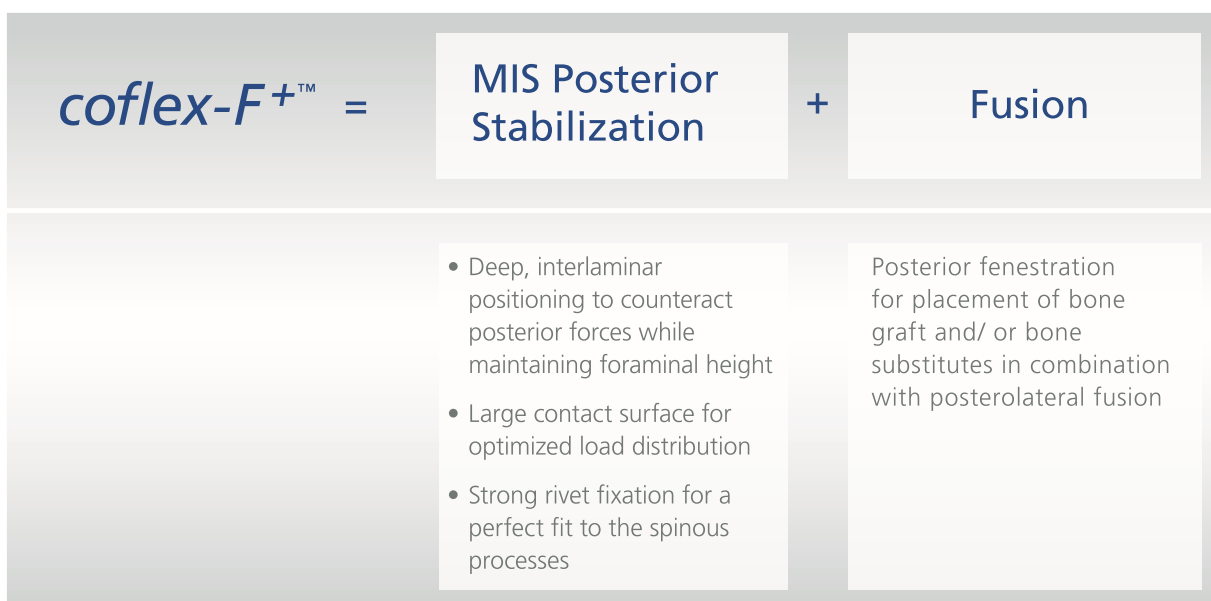 coflex-F+™ = MIS Posterior Stabilization + Fusion
• Deep, interlaminar
positioning to counteract
posterior forces while
maintaining foraminal height
• Large contact surface for
optimized load distribution
• Strong rivet fixation for a
perfect fit to the spinous
processes
Posterior fenestration
for placement of bone
graft and/ or bone
substitutes in combination
with posterolateral fusion